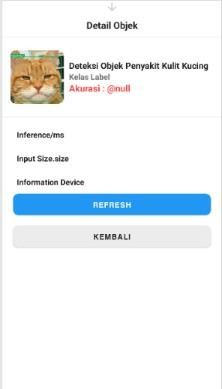 Detail Objek
Deteksi Objek Penyakit Kulit Kucing
Kelas Label
Akurasi : @null
Inference/ms
Input Size.size
Information Device
REFRESH
KEMBALI